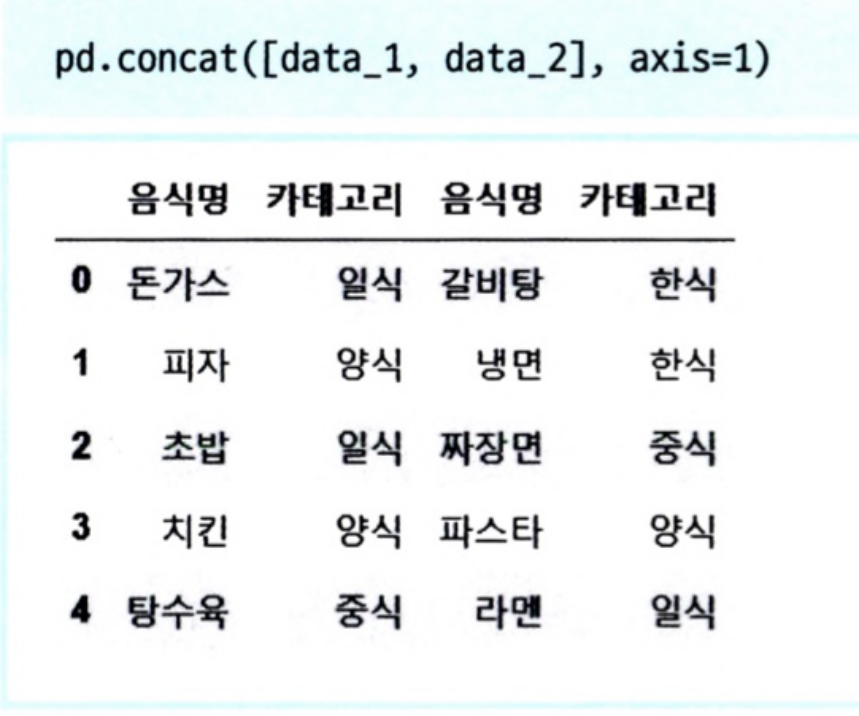 pd.concat([data_1, data_2], axis=1)
음식명 카테고리 음식명 카테고리
0 돈가스 일식 갈비탕 한식
1 피자 양식 냉면 한식
2 초밥 일식 짜장면 중식
3 치킨 양식 파스타 양식
4 탕수육 중식 라멘 일식